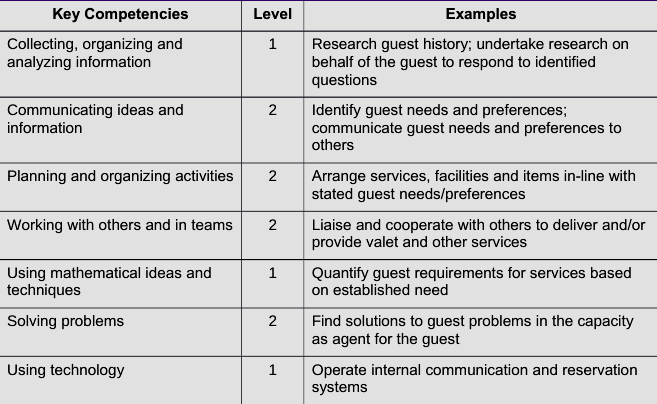 Key Competencies Level Examples
Collecting, organizing and
analyzing information
1
Research guest history; undertake research on
behalf of the guest to respond to identified
questions
Communicating ideas and
information
2
Identify guest needs and preferences;
communicate guest needs and preferences to
others
Planning and organizing activities
2
Arrange services, facilities and items in-line with
stated guest needs/preferences
Working with others and in teams
2
Liaise and cooperate with others to deliver and/or
provide valet and other services
Using mathematical ideas and
techniques
1
Quantify guest requirements for services based
on established need
Solving problems
2
Find solutions to guest problems in the capacity
as agent for the guest
Using technology
1
Operate internal communication and reservation
systems